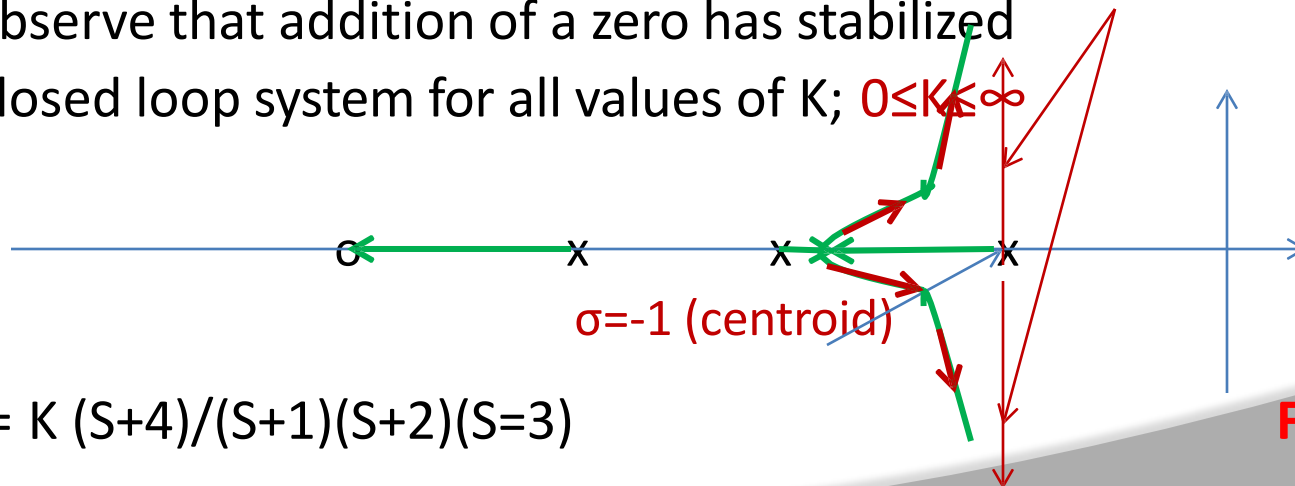 bserve that addition of a zero has stabilized
losed loop system for all values of K; 0≤K≤∞
o x x x
σ=-1 (centroid)
= K (S+4)/(S+1)(S+2)(S=3)